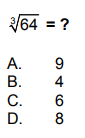 ∛64 = ?
A. 9
B. 4
C. 6
D. 8